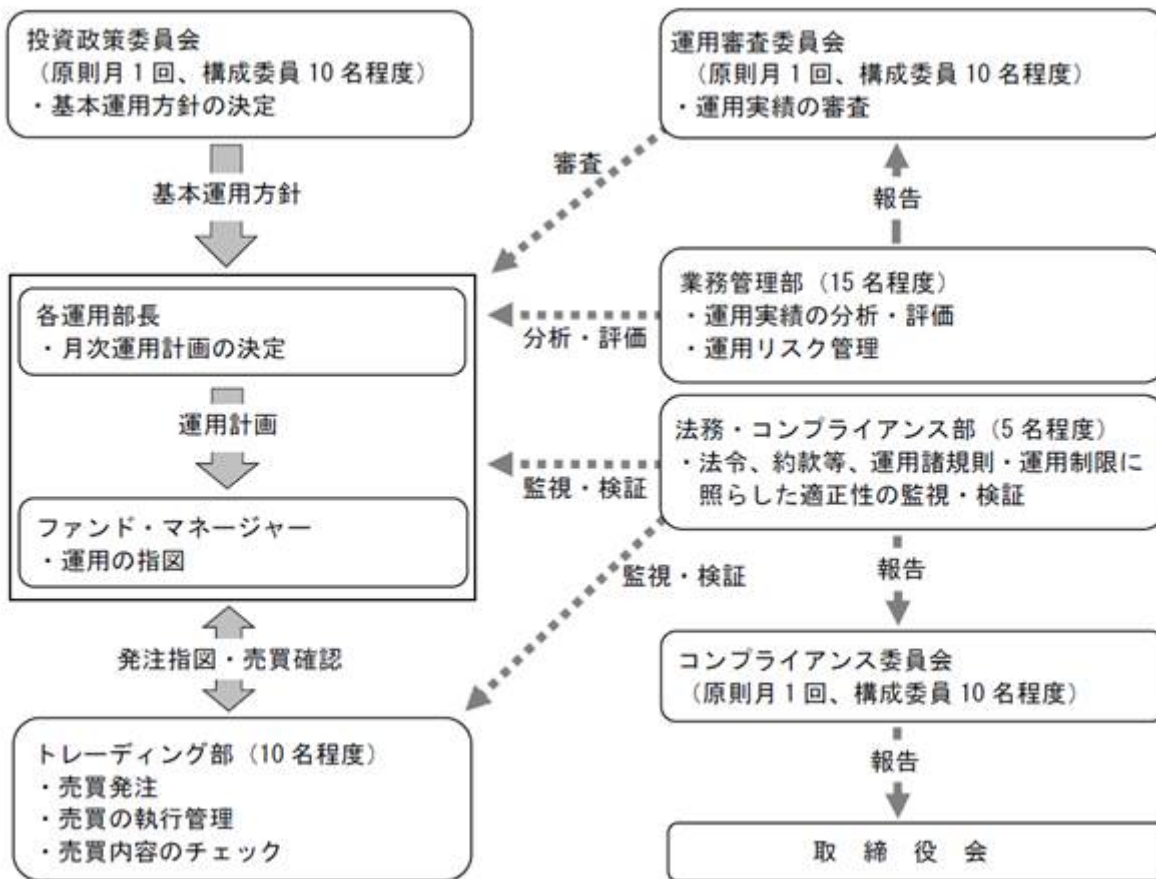 投資政策委員会
（原則月1回、構成委員10名程度）
・基本運用方針の決定
基本運用方針
各運用部長
・月次運用計画の決定
運用計画
ファンド・マネージャー
・運用の指図
発注指図・売買確認
トレーディング部（10名程度）
・売買発注
・売買の執行管理
・売買内容のチェック
運用審査委員会
（原則月1回、構成委員10名程度）
・運用実績の審査
審査
報告
業務管理部（15名程度）
・運用実績の分析・評価
・運用リスク管理
分析・評価
法務・コンプライアンス部（5名程度）
・法令、約款等、運用諸規則・運用制限に
照らした適正性の監視・検証
監視・検証
監視・検証
報告
コンプライアンス委員会
（原則月1回、構成委員10名程度）
報告
取締役会